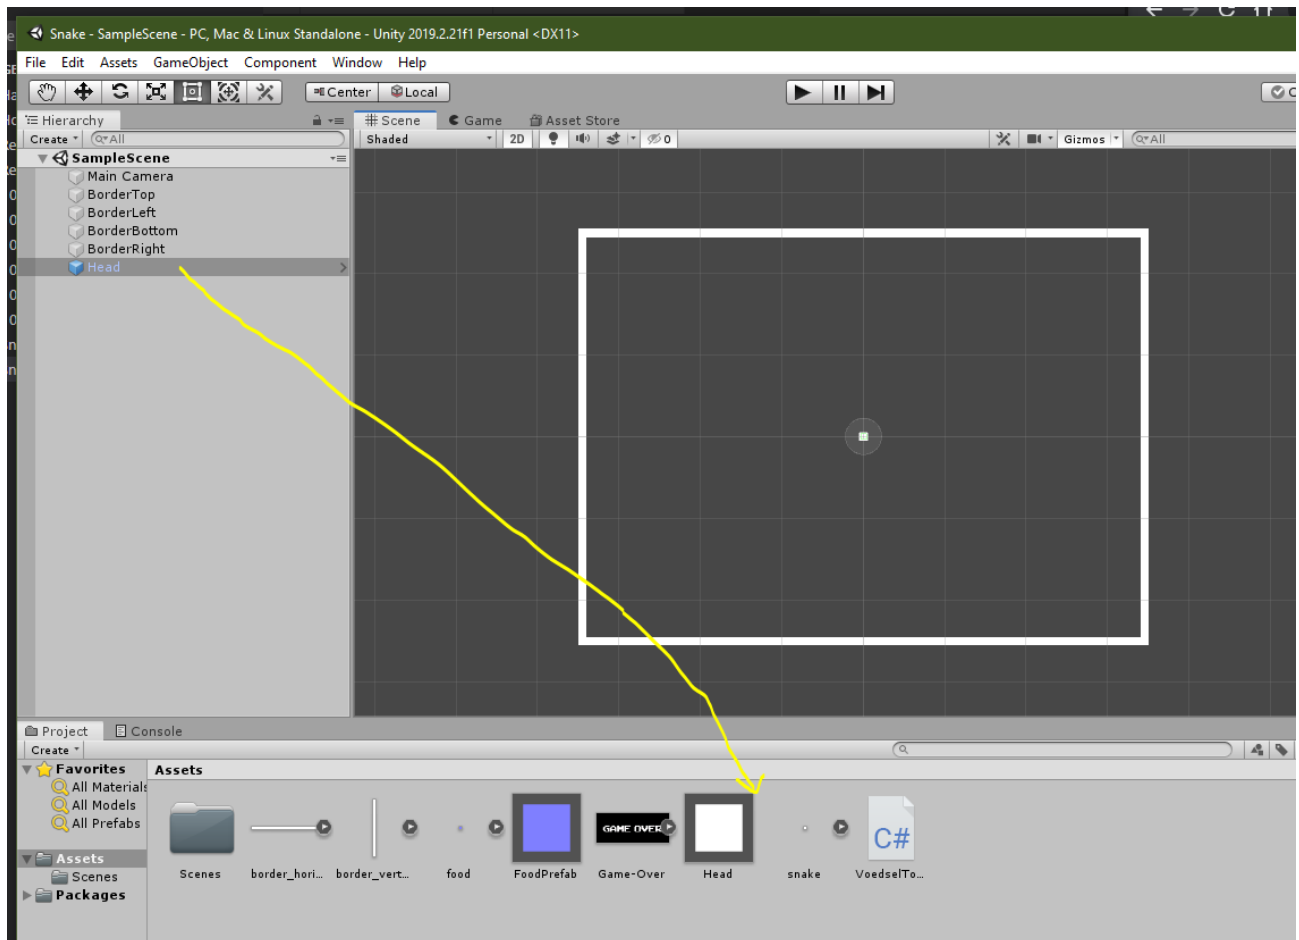 Snake - SampleScene - PC, Mac & Linux Standalone - Unity 2019.2.21f1 Personal <DX11>
File Edit Assets GameObject Component Window Help
Center Local
Hierarchy
Scene Game Asset Store
Create All
Shaded 2D 0 Gizmos All
SampleScene
Main Camera
BorderTop
BorderLeft
BorderBottom
BorderRight
Head
Project Console
Create
Favorites
All Materials
All Models
All Prefabs
Assets
Scenes
Packages
Assets
GAME OVER
C#
Scenes border_hori... border_vert... food FoodPrefab Game-Over Head snake VoedselTo...